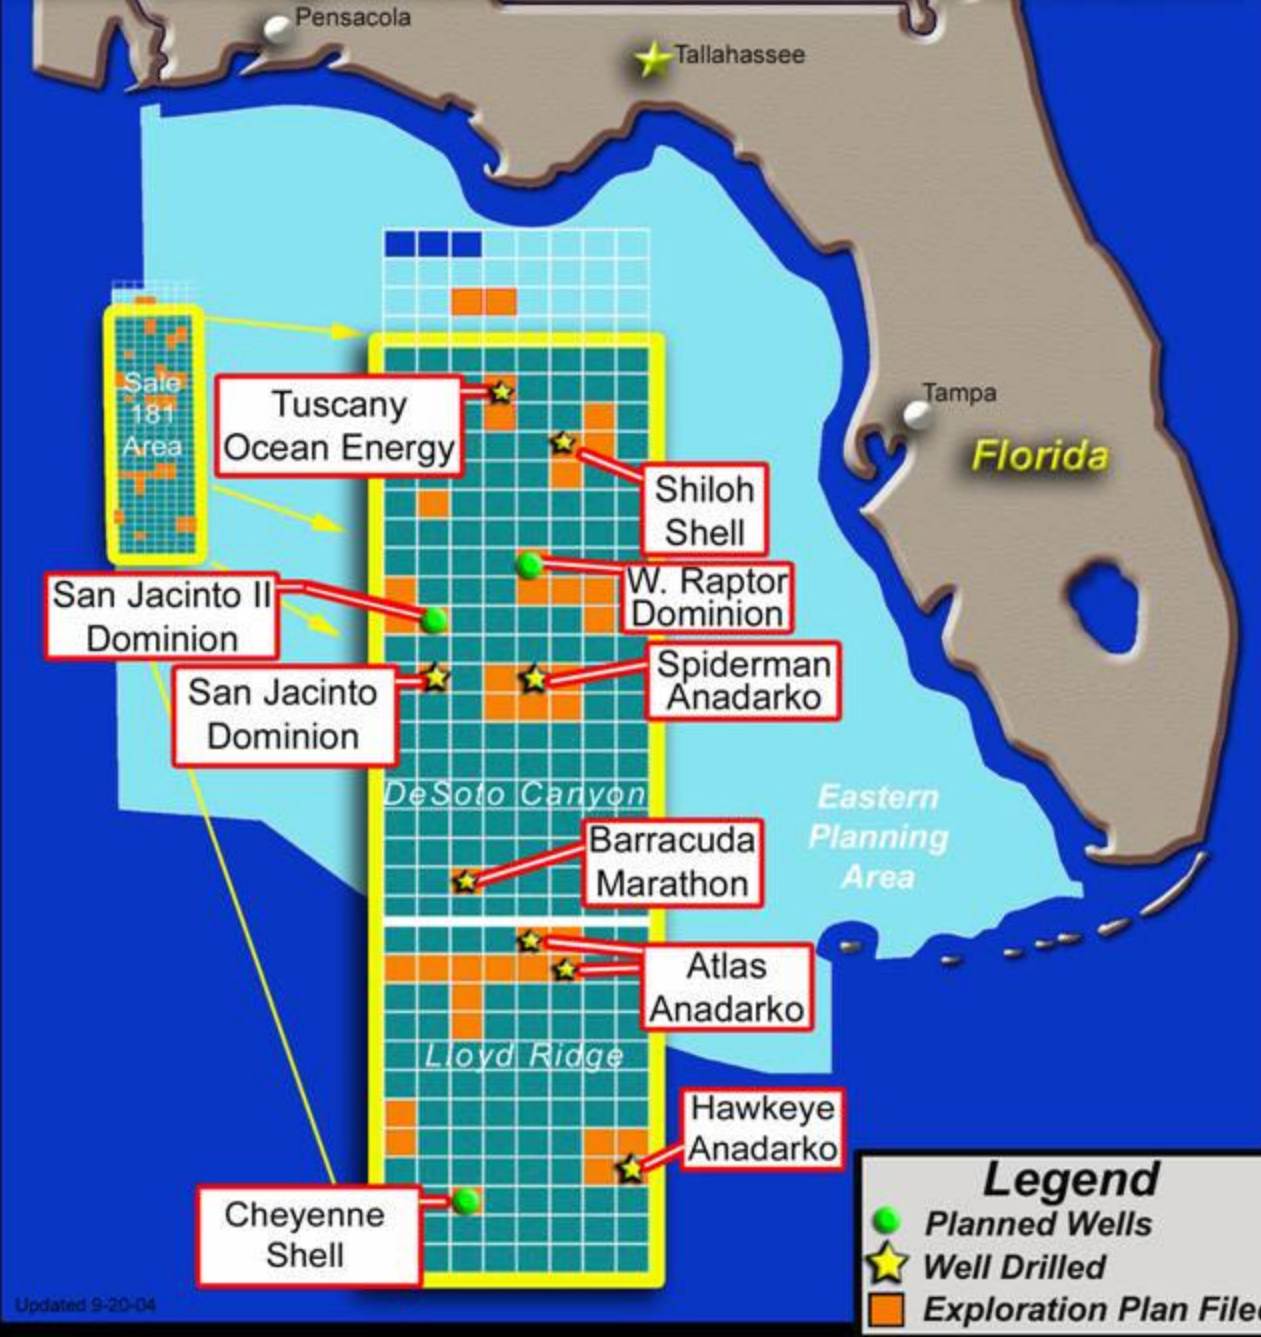 Pensacola
Tallahassee
Tampa
Florida
Sale
181
Area
Tuscany
Ocean Energy
Shiloh
Shell
W. Raptor
Dominion
San Jacinto II
Dominion
Spiderman
Anadarko
San Jacinto
Dominion
DeSoto Canyon
Eastern
Planning
Area
Barracuda
Marathon
Atlas
Anadarko
Lloyd Ridge
Hawkeye
Anadarko
Cheyenne
Shell
Legend
Planned Wells
Well Drilled
Exploration Plan File
Updated 9-20-04